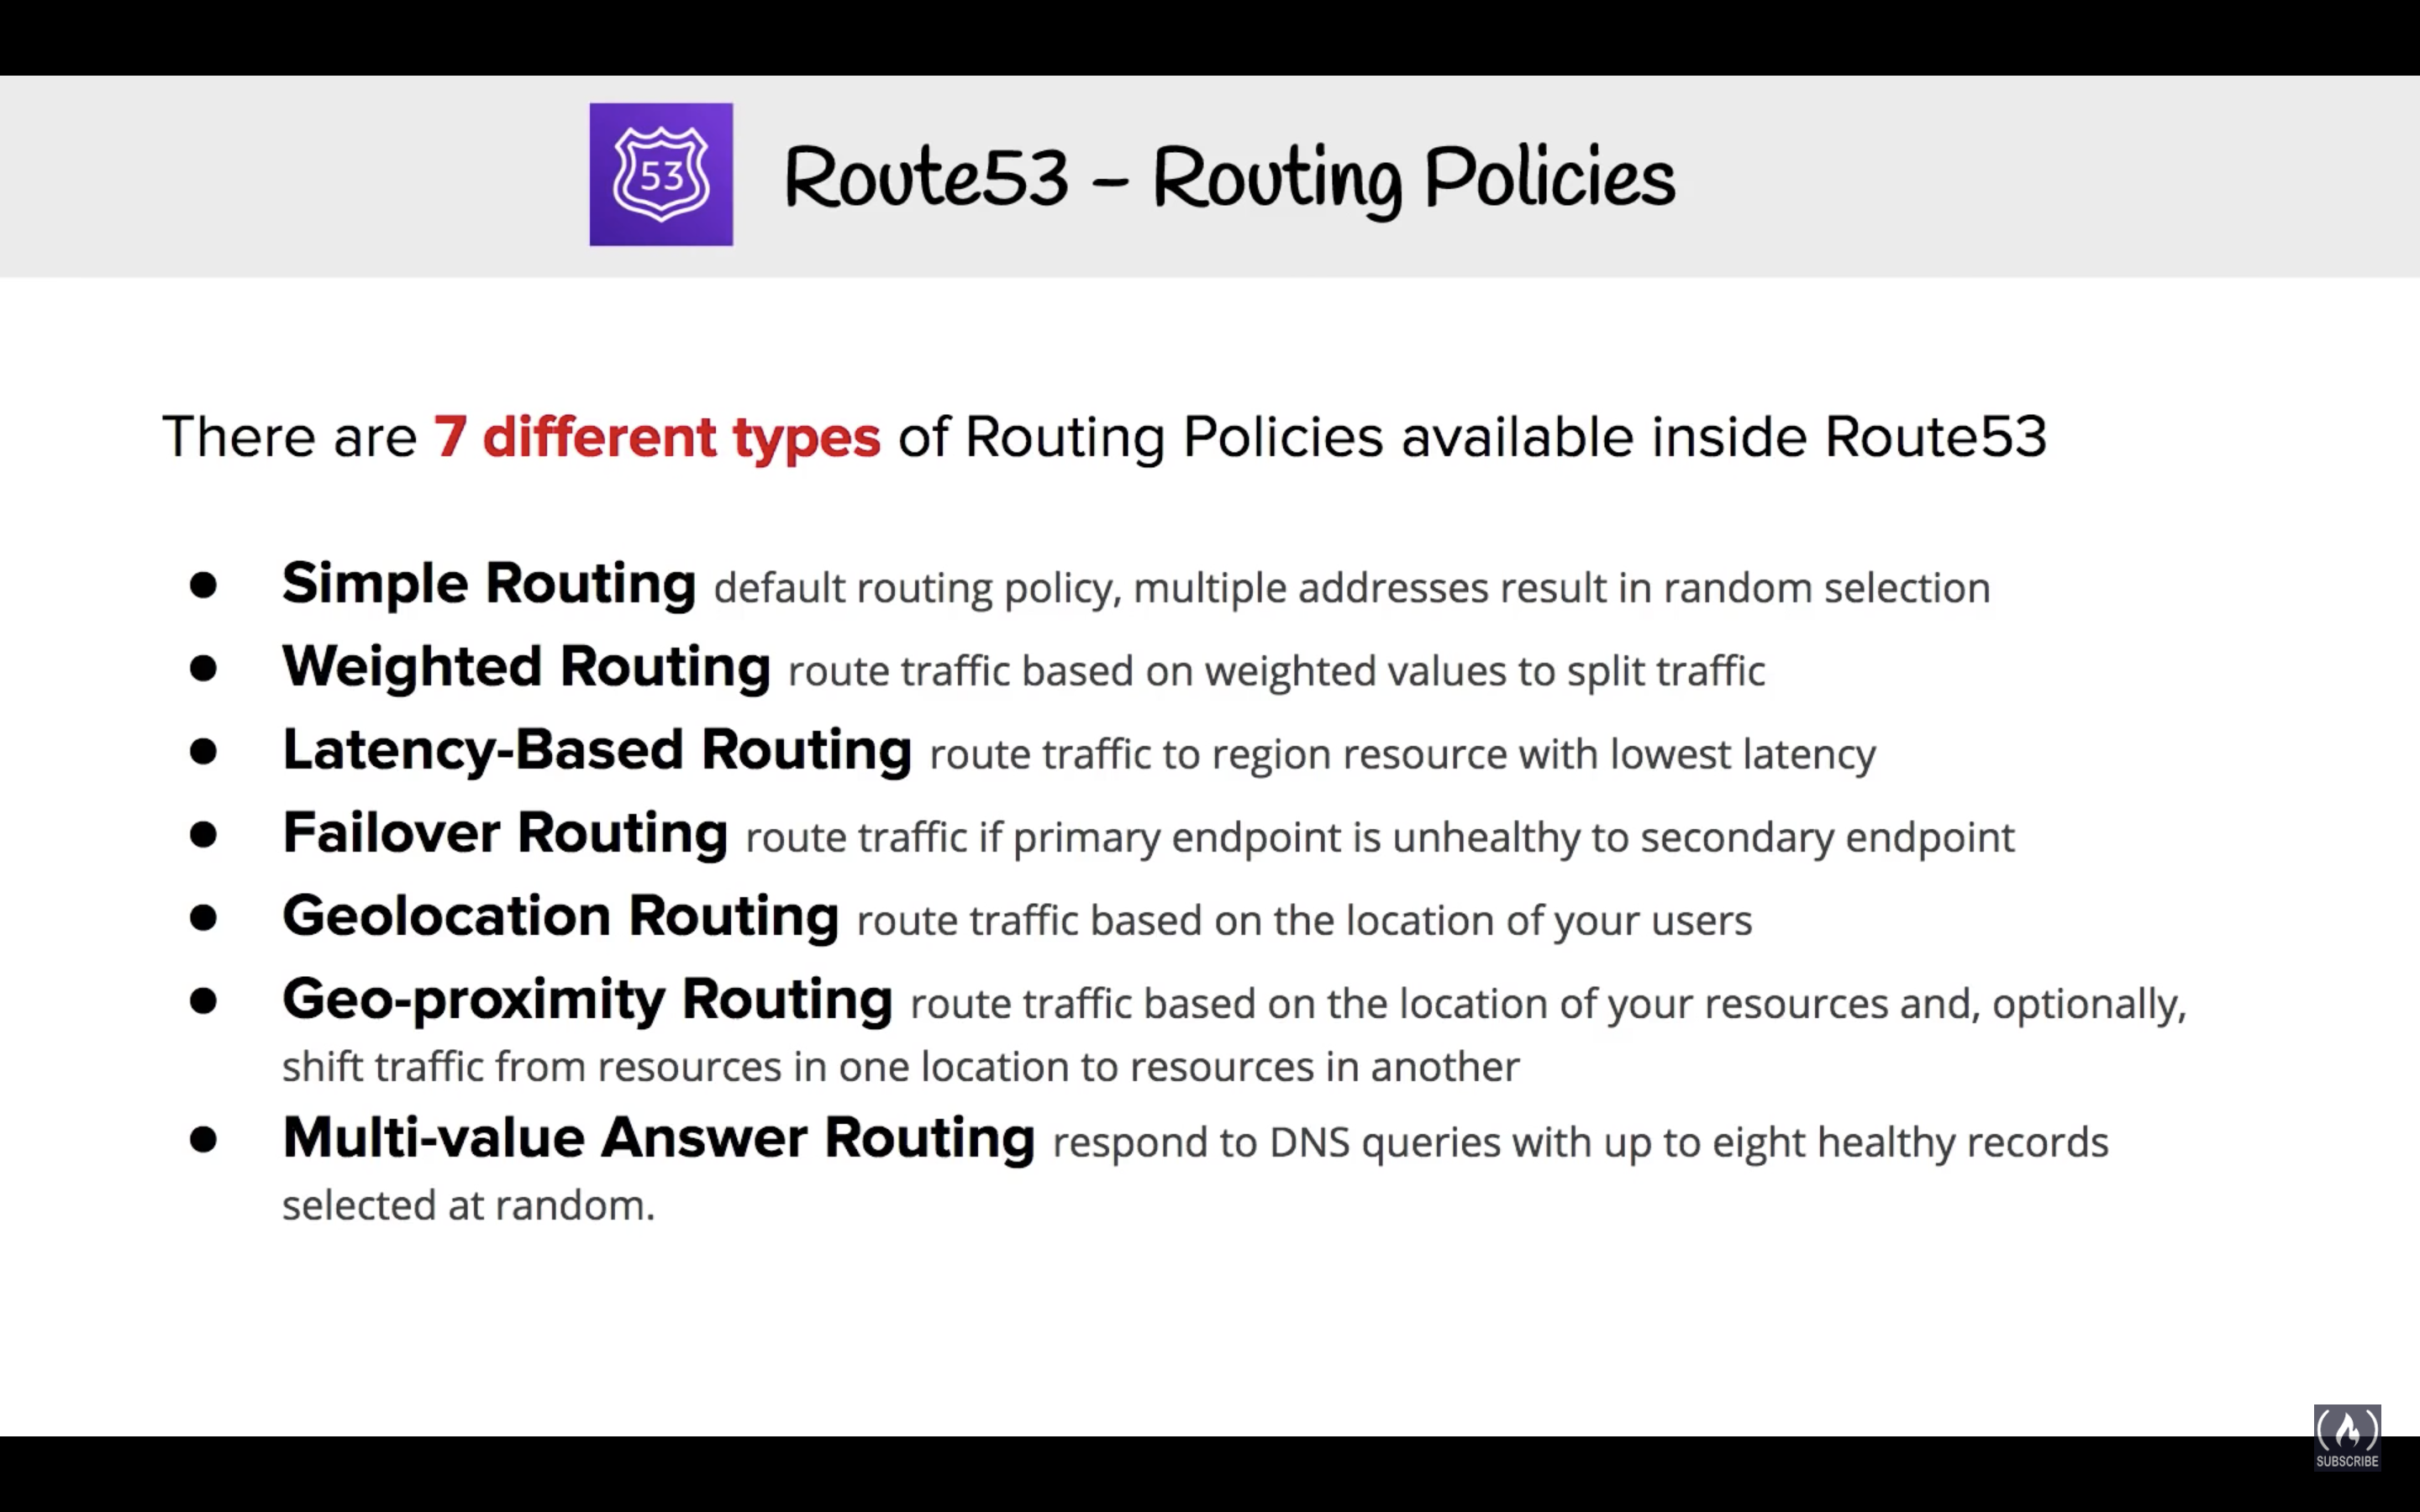 53
Route53 – Routing Policies
There are 7 different types of Routing Policies available inside Route53
● Simple Routing default routing policy, multiple addresses result in random selection
● Weighted Routing route traffic based on weighted values to split traffic
● Latency-Based Routing route traffic to region resource with lowest latency
● Failover Routing route traffic if primary endpoint is unhealthy to secondary endpoint
● Geolocation Routing route traffic based on the location of your users
● Geo-proximity Routing route traffic based on the location of your resources and, optionally,
shift traffic from resources in one location to resources in another
● Multi-value Answer Routing respond to DNS queries with up to eight healthy records
selected at random.
SUBSCRIBE